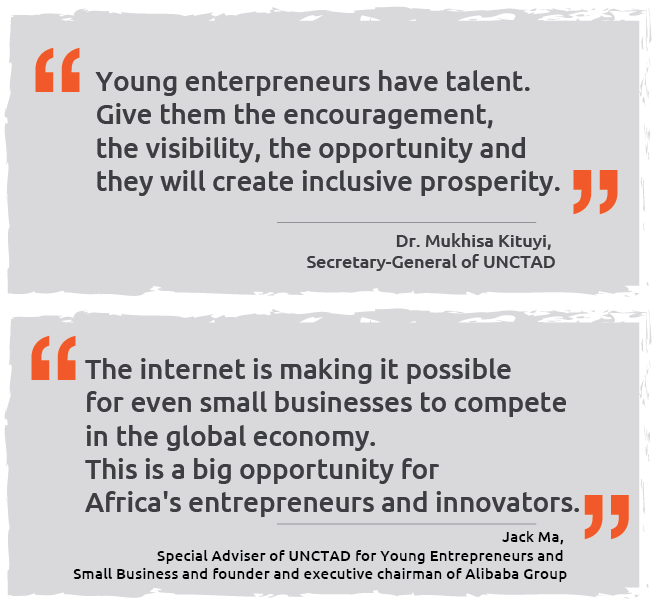 “Young enterpreneurs have talent.
Give them the encouragement,
the visibility, the opportunity and
they will create inclusive prosperity.”
Dr. Mukhisa Kituyi,
Secretary-General of UNCTAD
“The internet is making it possible
for even small businesses to compete
in the global economy.
This is a big opportunity for
Africa's entrepreneurs and innovators.”
Jack Ma,
Special Adviser of UNCTAD for Young Entrepreneurs and
Small Business and founder and executive chairman of Alibaba Group